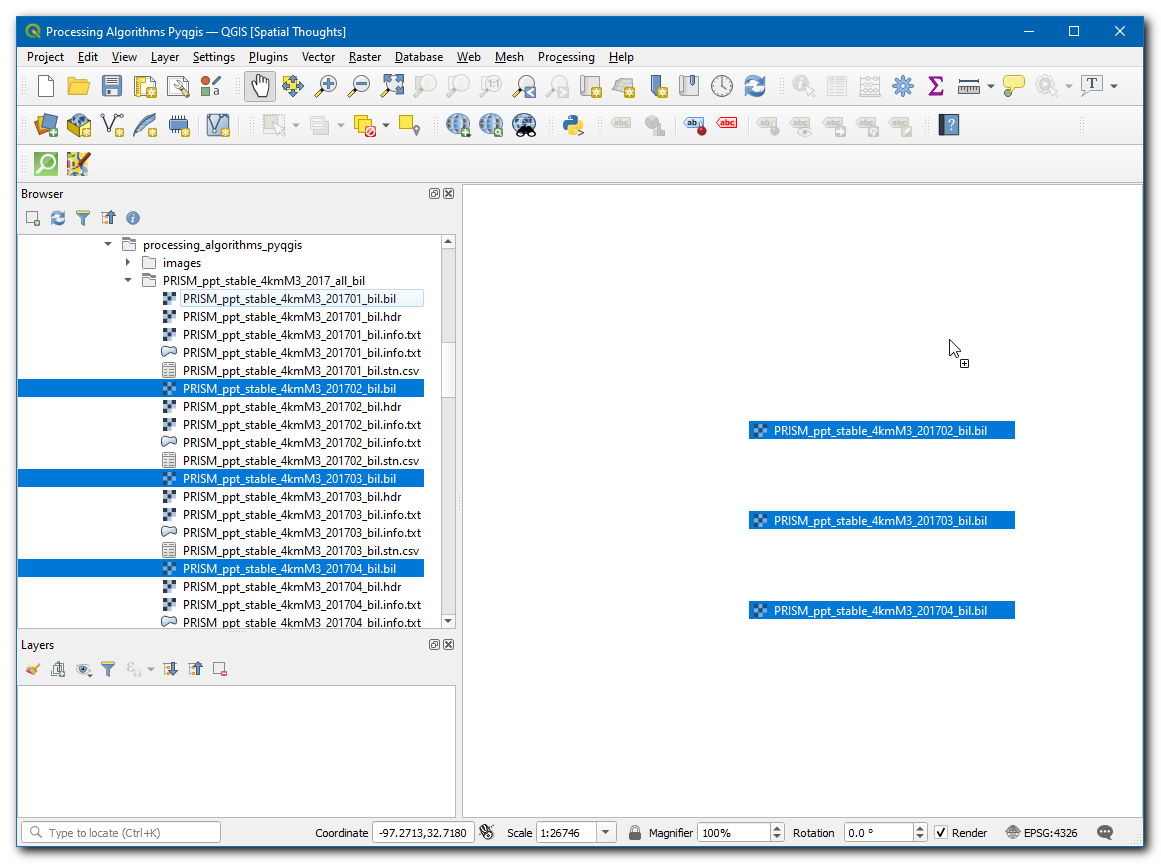 Processing Algorithms Pyqgis — QGIS [Spatial Thoughts]
Project Edit View Layer Settings Plugins Vector Raster Database Web Mesh Processing Help
Browser
processing_algorithms_pyqgis
images
PRISM_ppt_stable_4kmM3_2017_all_bil
PRISM_ppt_stable_4kmM3_201701_bil.bil
PRISM_ppt_stable_4kmM3_201701_bil.hdr
PRISM_ppt_stable_4kmM3_201701_bil.info.txt
PRISM_ppt_stable_4kmM3_201701_bil.info.txt
PRISM_ppt_stable_4kmM3_201701_bil.stn.csv
PRISM_ppt_stable_4kmM3_201702_bil.bil
PRISM_ppt_stable_4kmM3_201702_bil.hdr
PRISM_ppt_stable_4kmM3_201702_bil.info.txt
PRISM_ppt_stable_4kmM3_201702_bil.info.txt
PRISM_ppt_stable_4kmM3_201702_bil.stn.csv
PRISM_ppt_stable_4kmM3_201703_bil.bil
PRISM_ppt_stable_4kmM3_201703_bil.hdr
PRISM_ppt_stable_4kmM3_201703_bil.info.txt
PRISM_ppt_stable_4kmM3_201703_bil.info.txt
PRISM_ppt_stable_4kmM3_201703_bil.stn.csv
PRISM_ppt_stable_4kmM3_201704_bil.bil
PRISM_ppt_stable_4kmM3_201704_bil.hdr
PRISM_ppt_stable_4kmM3_201704_bil.info.txt
PRISM_ppt_stable_4kmM3_201704_bil.info.txt
PRISM_ppt_stable_4kmM3_201702_bil.bil
PRISM_ppt_stable_4kmM3_201703_bil.bil
PRISM_ppt_stable_4kmM3_201704_bil.bil
Layers
Type to locate (Ctrl+K) Coordinate -97.2713,32.7180 Scale 1:26746 Magnifier 100% Rotation 0.0 ° Render EPSG:4326